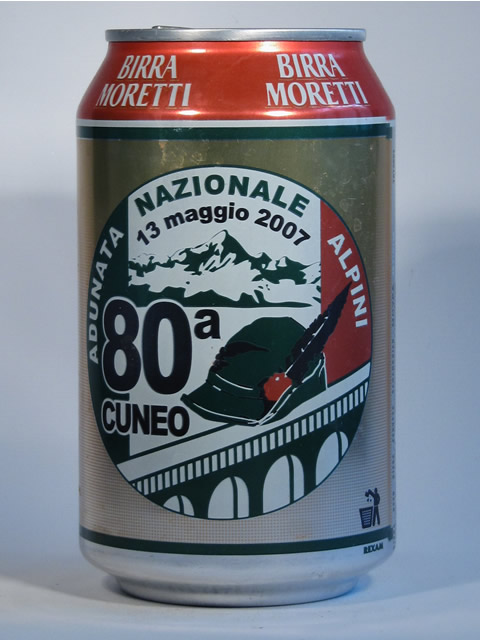 BIRRA MORETTI
BIRRA MORETTI
ADUNATA NAZIONALE ALPINI
13 maggio 2007
80a
CUNEO
REXAM